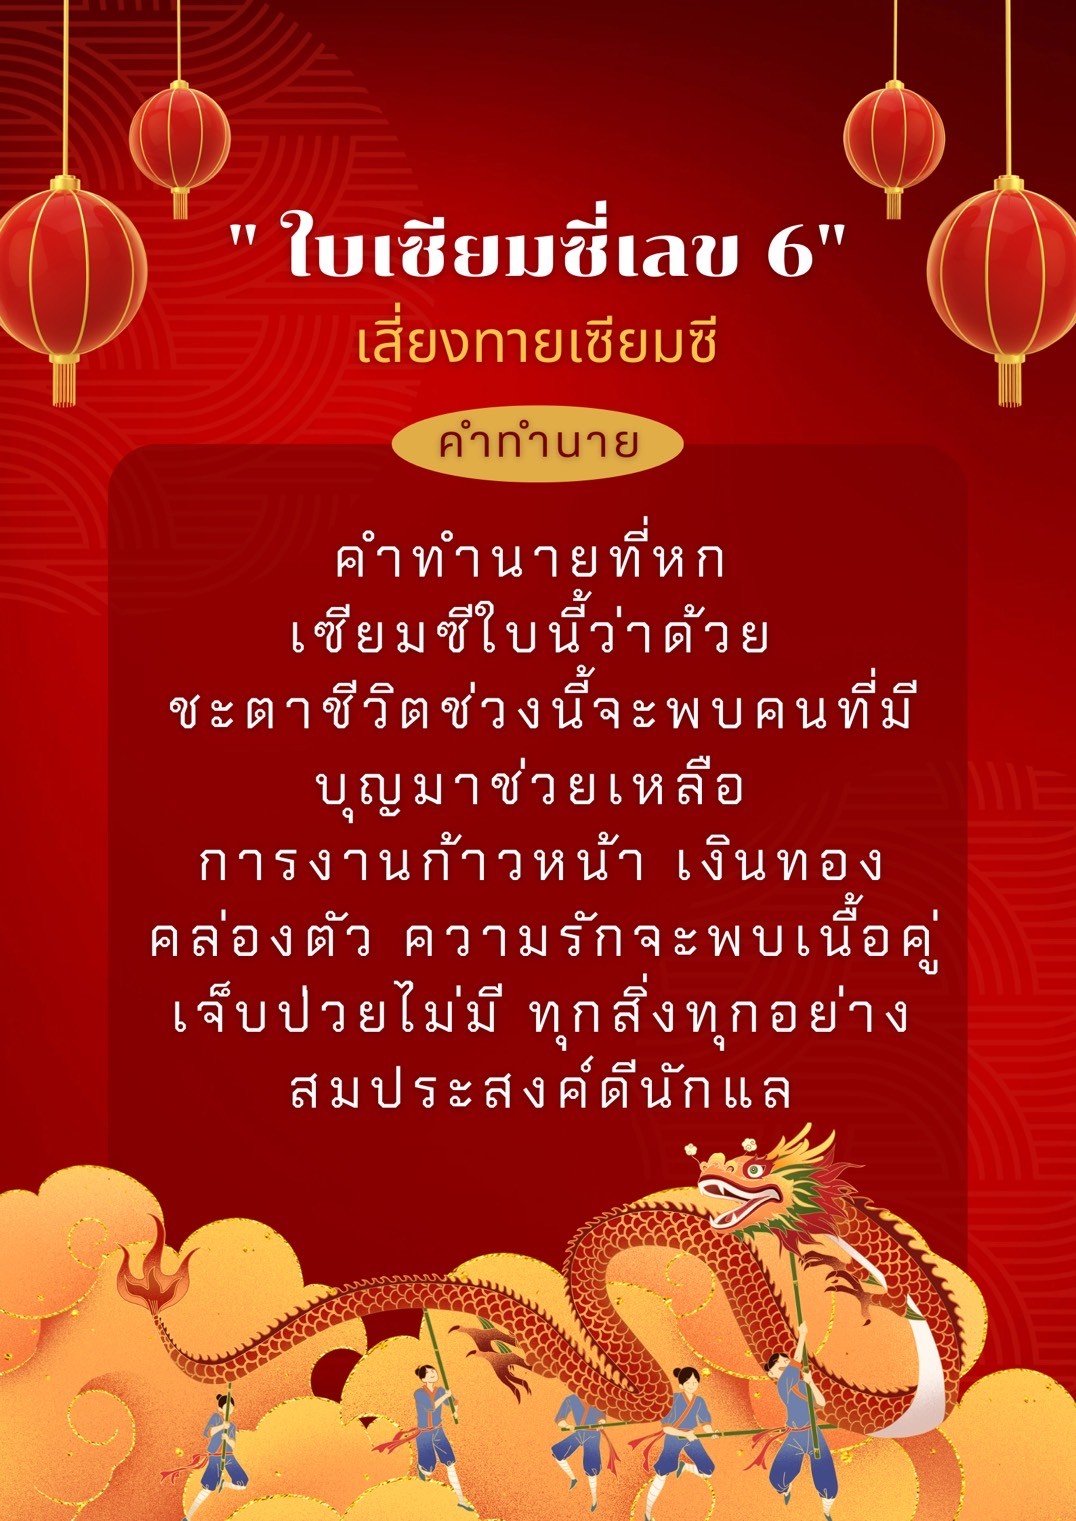 " ใบเซียมซี่เลข 6"
เสี่ยงทายเซียมซี
คำทำนาย
คำทำนายที่หก
เซียมซีใบนี้ว่าด้วย
ชะตาชีวิตช่วงนี้จะพบคนที่มี
บุญมาช่วยเหลือ
การงานก้าวหน้า เงินทอง
คล่องตัว ความรักจะพบเนื้อคู่
เจ็บป่วยไม่มี ทุกสิ่งทุกอย่าง
สมประสงค์ดีนักแล